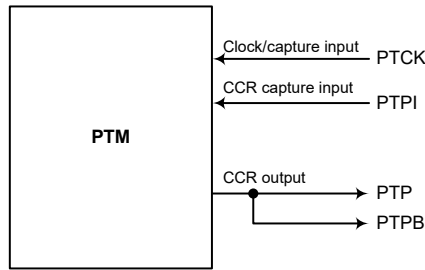 Clock/capture input
PTCK
CCR capture input
PTPI
PTM
CCR output
PTP
PTPB